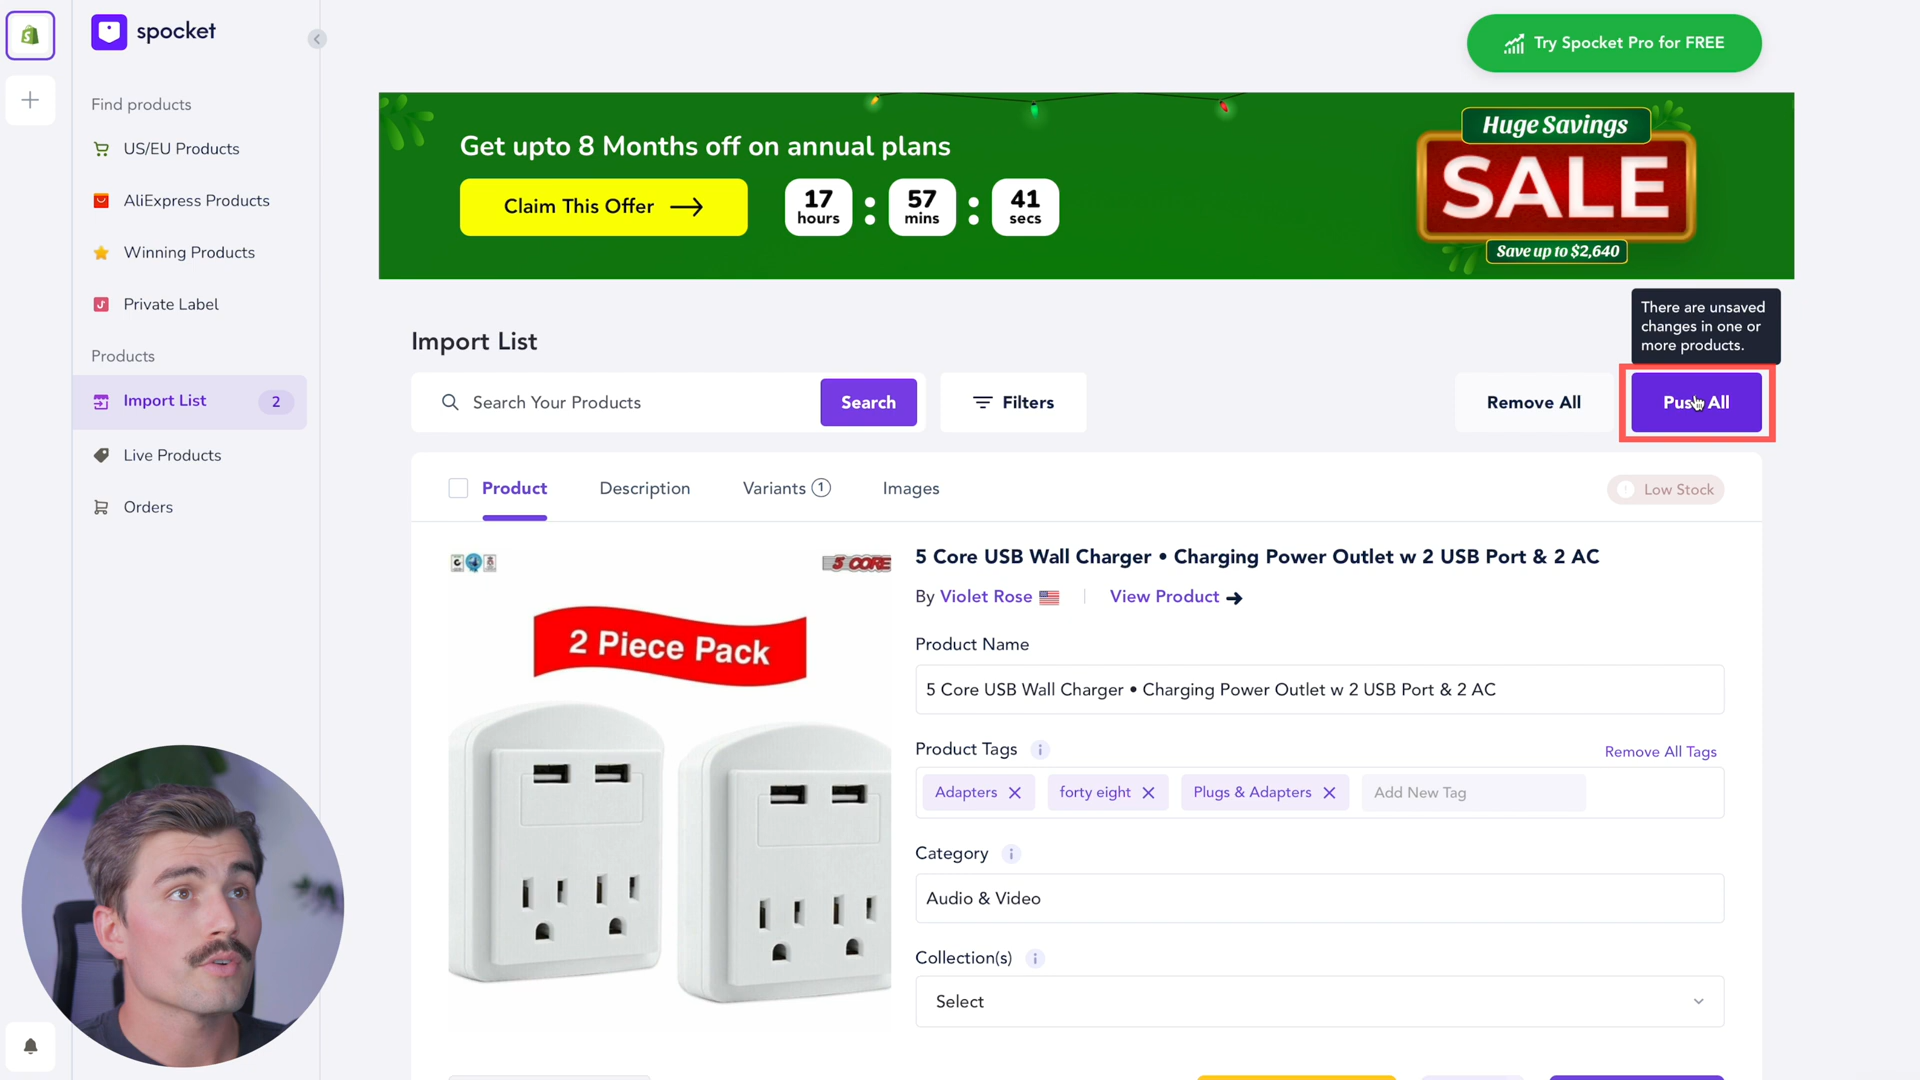 spocket
Try Spocket Pro for FREE
Find products
US/EU Products
AliExpress Products
Winning Products
Private Label
Products
Import List 2
Live Products
Orders
Get upto 8 Months off on annual plans
Claim This Offer
17 hours : 57 mins : 41 secs
Huge Savings
SALE
Save up to $2,640
There are unsaved
changes in one or
more products.
Import List
Search Your Products
Search
Filters
Remove All
Push All
Product
Description
Variants 1
Images
Low Stock
5 CORE
2 Piece Pack
5 Core USB Wall Charger • Charging Power Outlet w 2 USB Port & 2 AC
By Violet Rose
View Product
Product Name
5 Core USB Wall Charger • Charging Power Outlet w 2 USB Port & 2 AC
Product Tags i
Remove All Tags
Adapters
forty eight
Plugs & Adapters
Add New Tag
Category i
Audio & Video
Collection(s) i
Select